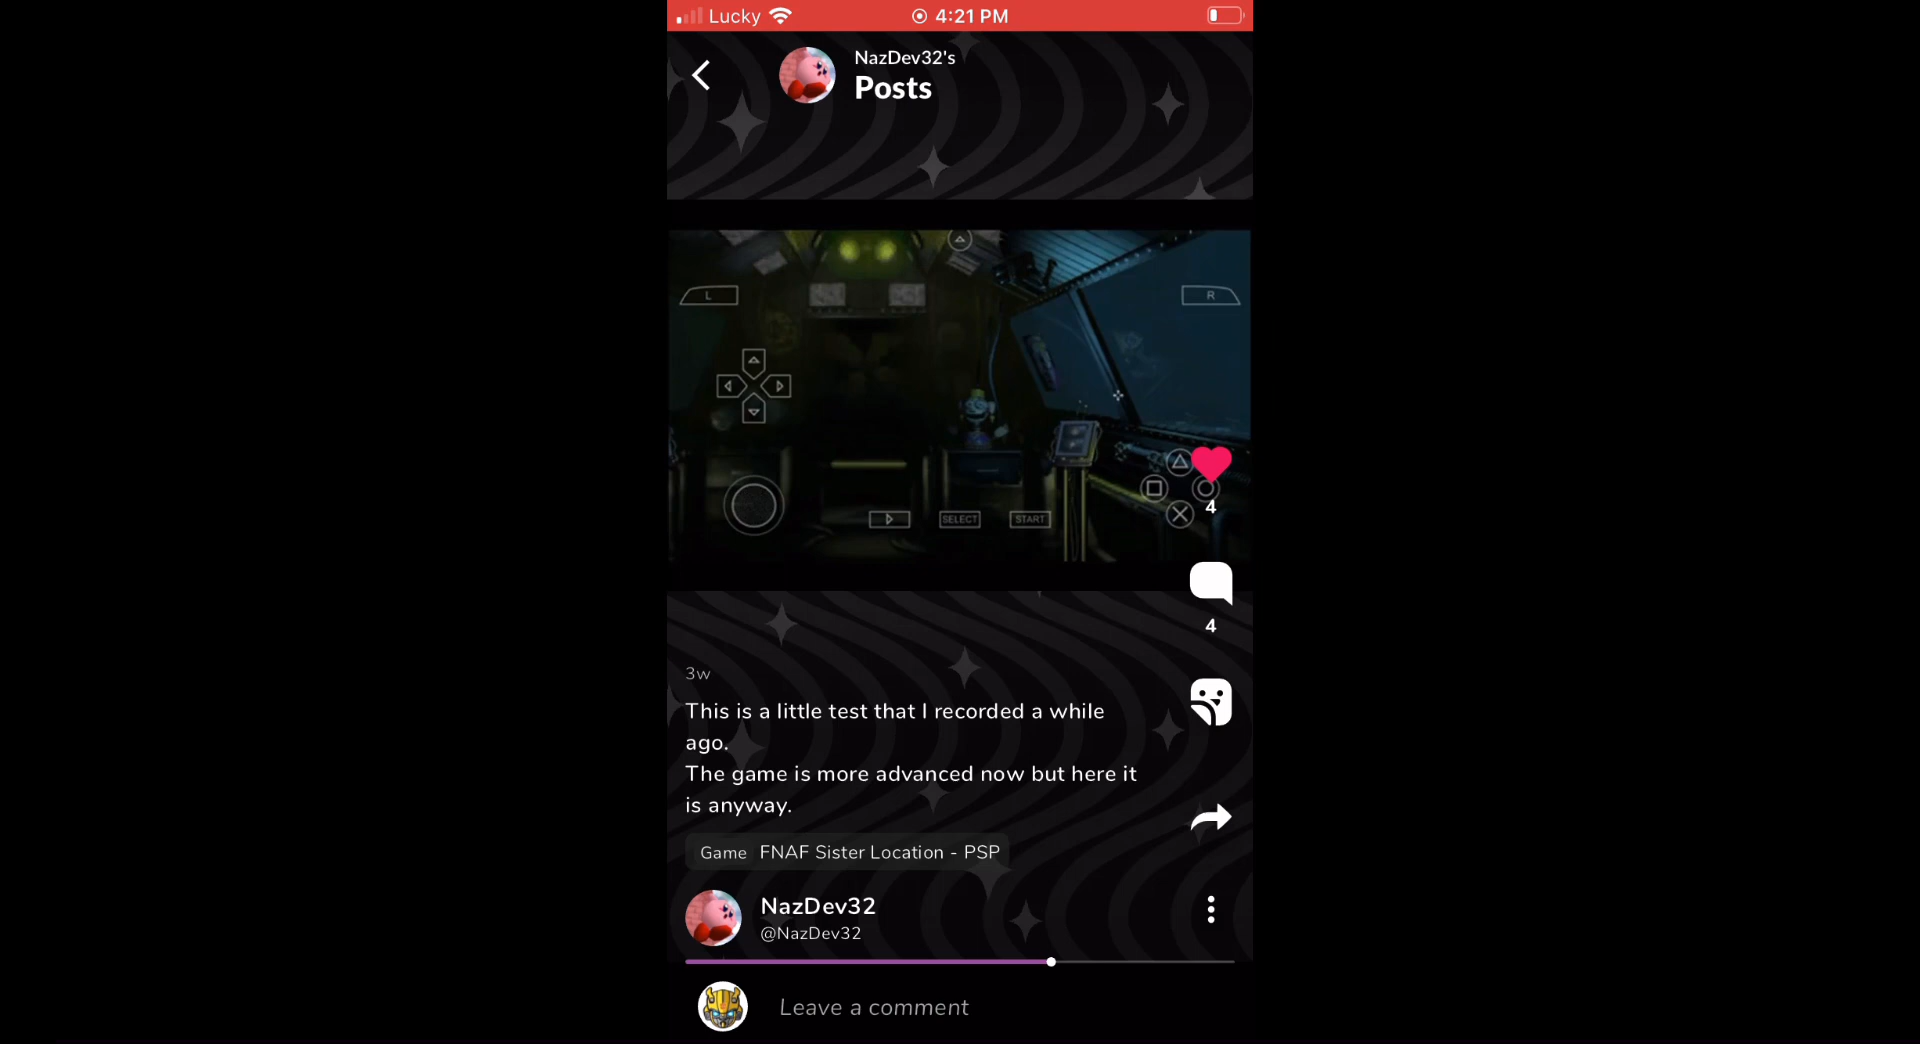 Lucky 4:21 PM
NazDev32's
Posts
L
R
SELECT
START
4
4
3w
This is a little test that I recorded a while
ago.
The game is more advanced now but here it
is anyway.
Game FNAF Sister Location - PSP
NazDev32
@NazDev32
Leave a comment